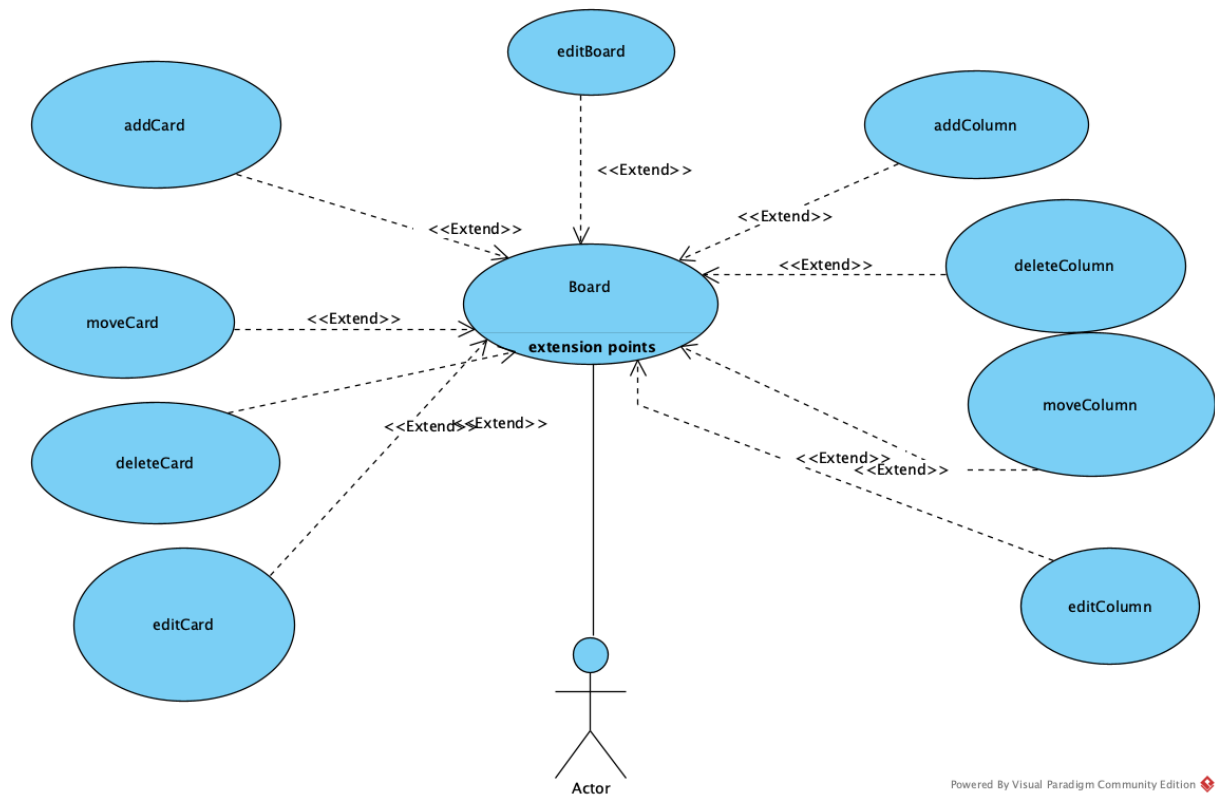 editBoard
addCard
addColumn
<<Extend>>
<<Extend>>
<<Extend>>
deleteColumn
<<Extend>>
Board
moveCard
<<Extend>>
extension points
moveColumn
<<Extend>>
<<Extend>>
deleteCard
<<Extend>>
<<Extend>>
editColumn
editCard
Actor
Powered By Visual Paradigm Community Edition